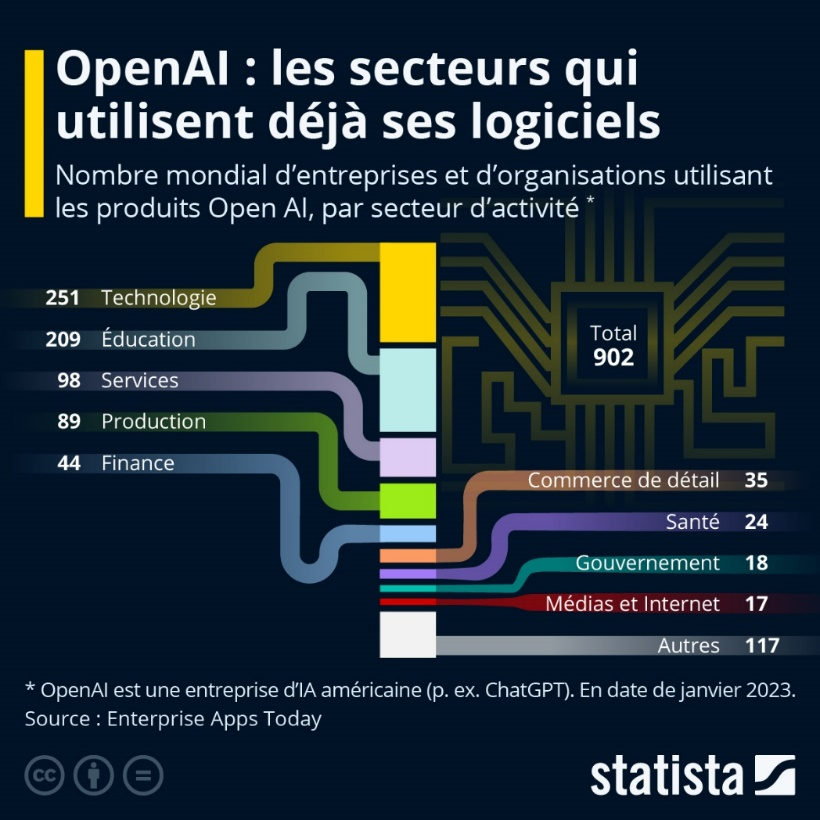 OpenAI : les secteurs qui
utilisent déjà ses logiciels
Nombre mondial d’entreprises et d’organisations utilisant
les produits Open AI, par secteur d’activité *
251 Technologie
209 Éducation
98 Services
89 Production
44 Finance
Total
902
Commerce de détail 35
Santé 24
Gouvernement 18
Médias et Internet 17
Autres 117
* OpenAI est une entreprise d’IA américaine (p. ex. ChatGPT). En date de janvier 2023.
Source : Enterprise Apps Today
cc
statista